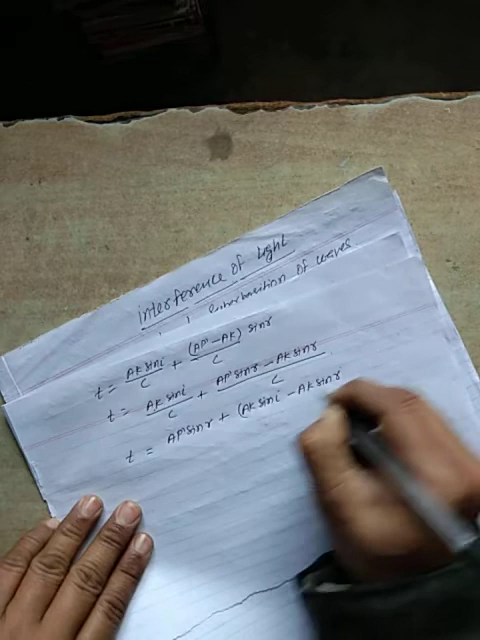 interference of light
of waves
t = AK sini / C + (AP' - AK) sinr / C
t = AK sini / C + AP' sinr - AK sinr / C
t = AP' sinr + (AK sini - AK sinr